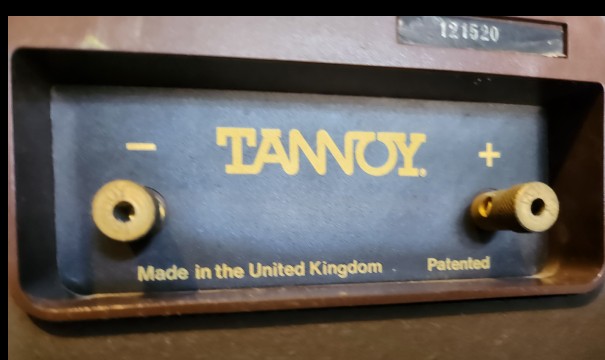 121520
− TANNOY. +
Made in the United Kingdom Patented